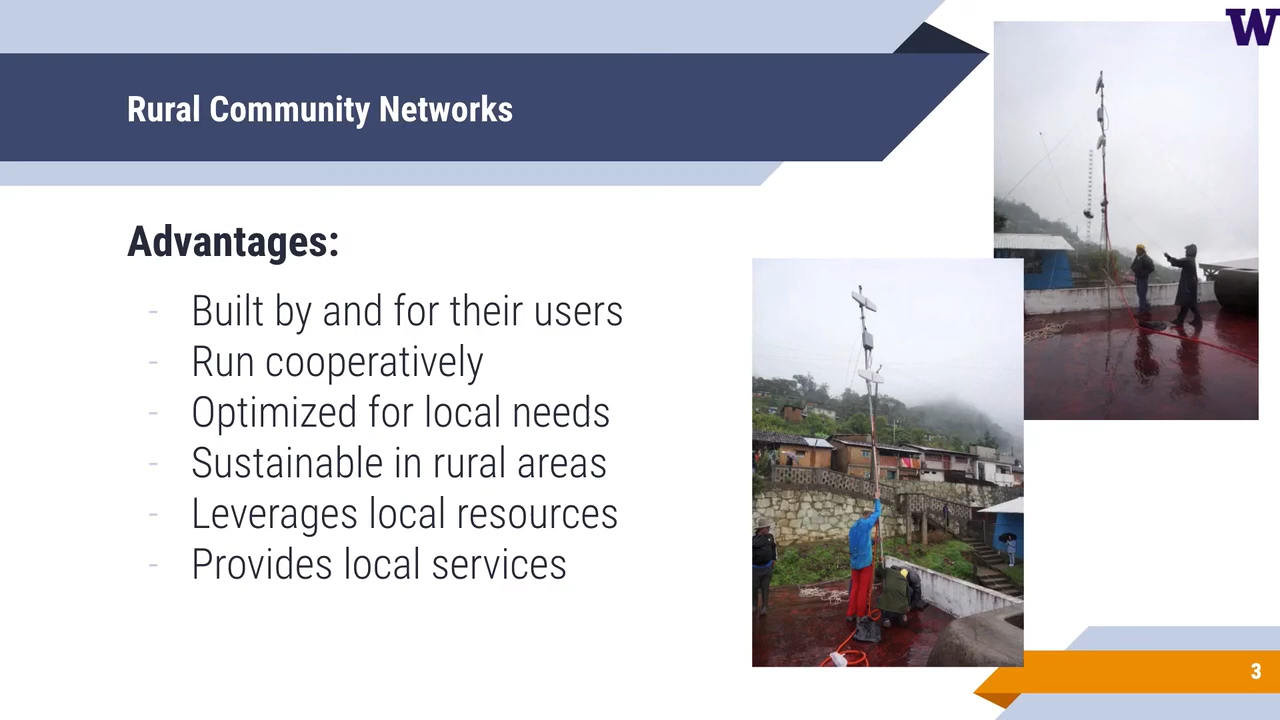 W
Rural Community Networks
Advantages:
- Built by and for their users
- Run cooperatively
- Optimized for local needs
- Sustainable in rural areas
- Leverages local resources
- Provides local services
3